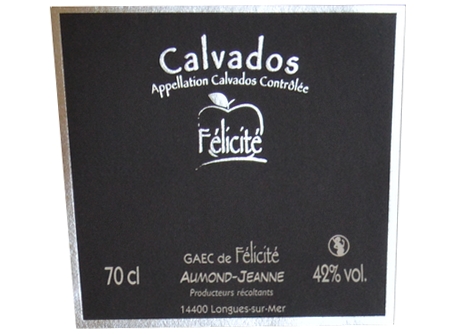 Calvados
Appellation Calvados Contrôlée
Félicité
GAEC de Félicité
70 cl AUMOND-JEANNE 42% vol.
Producteurs récoltants
14400 Longues-sur-Mer